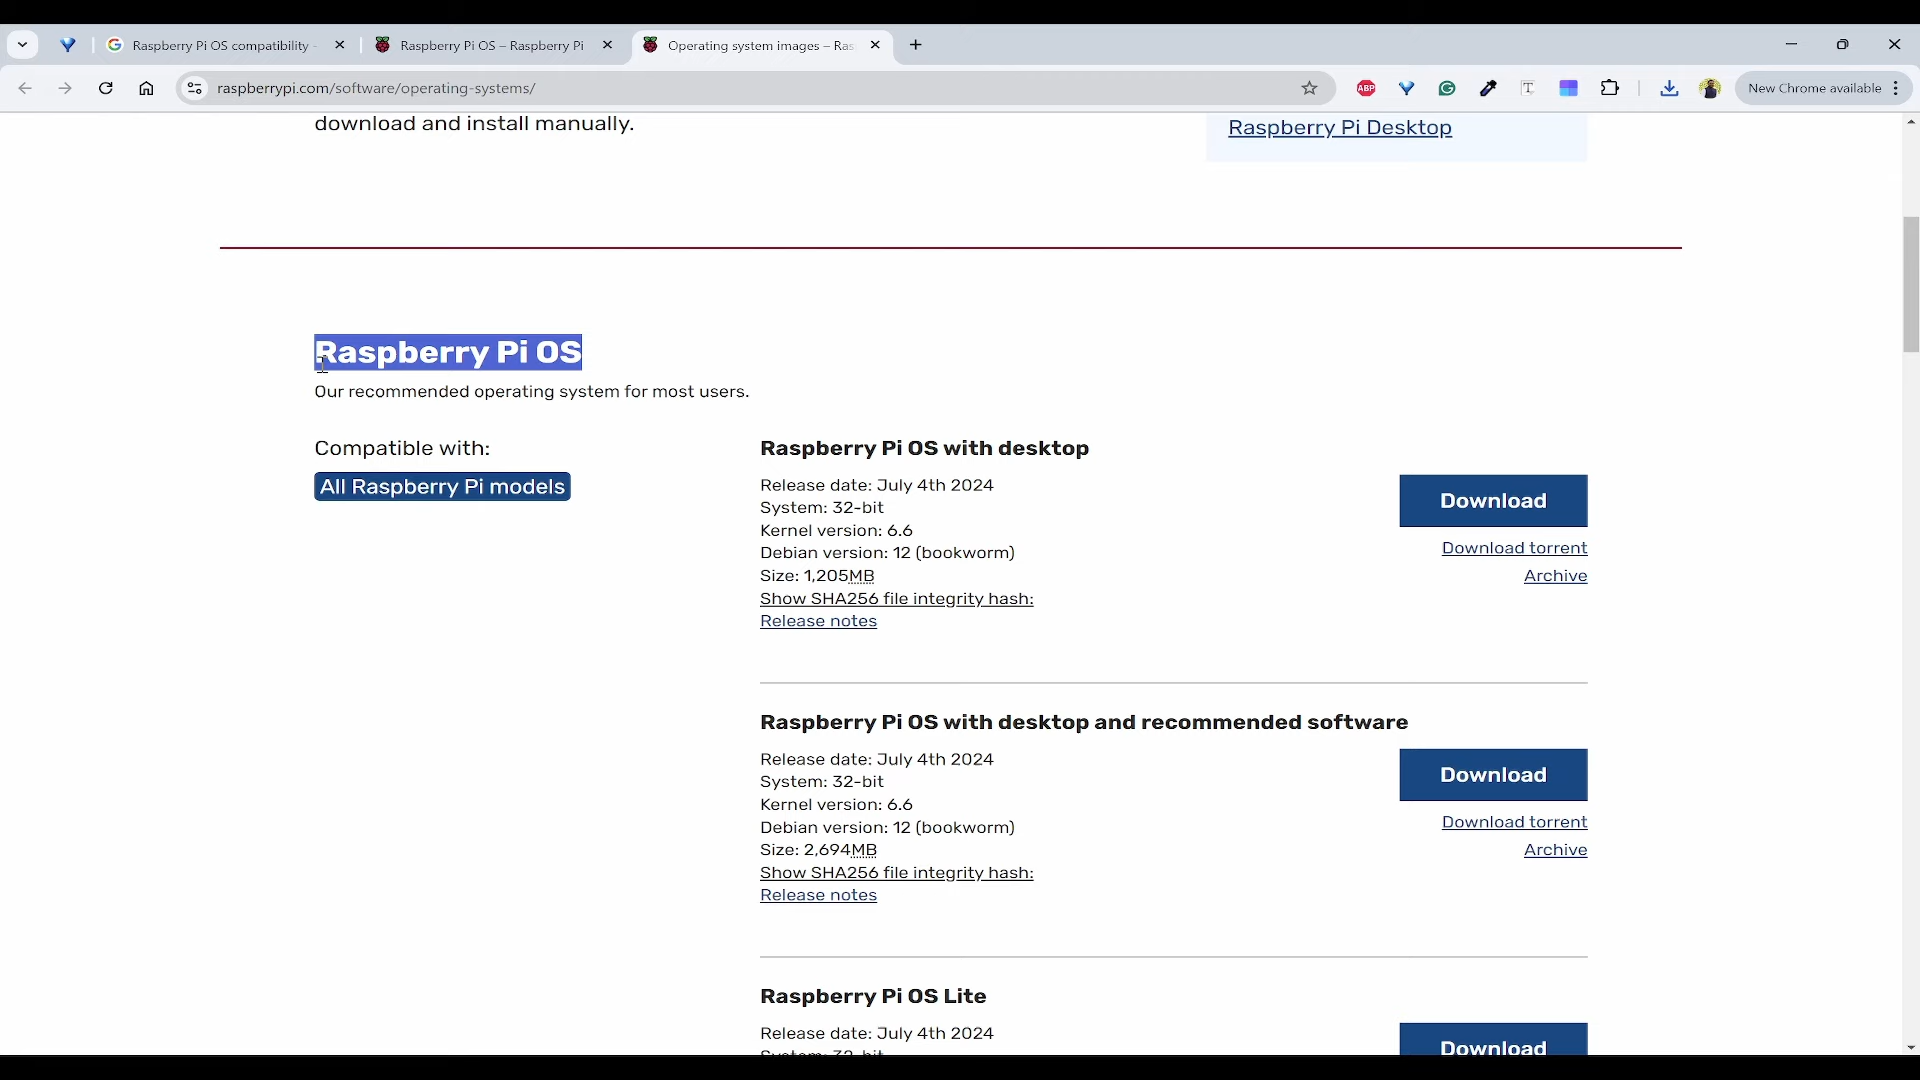 Raspberry Pi OS compatibility -
Raspberry Pi OS – Raspberry Pi
Operating system images – Ras
raspberrypi.com/software/operating-systems/
ABP
New Chrome available
download and install manually.
Raspberry Pi Desktop
Raspberry Pi OS
Our recommended operating system for most users.
Compatible with:
All Raspberry Pi models
Raspberry Pi OS with desktop
Release date: July 4th 2024
System: 32-bit
Kernel version: 6.6
Debian version: 12 (bookworm)
Size: 1,205MB
Show SHA256 file integrity hash:
Release notes
Download
Download torrent
Archive
Raspberry Pi OS with desktop and recommended software
Release date: July 4th 2024
System: 32-bit
Kernel version: 6.6
Debian version: 12 (bookworm)
Size: 2,694MB
Show SHA256 file integrity hash:
Release notes
Download
Download torrent
Archive
Raspberry Pi OS Lite
Release date: July 4th 2024
System: 32-bit
Download